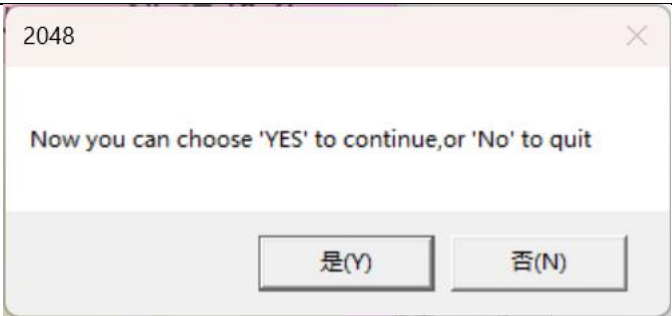 2048
Now you can choose 'YES' to continue,or 'No' to quit
是(Y) 否(N)